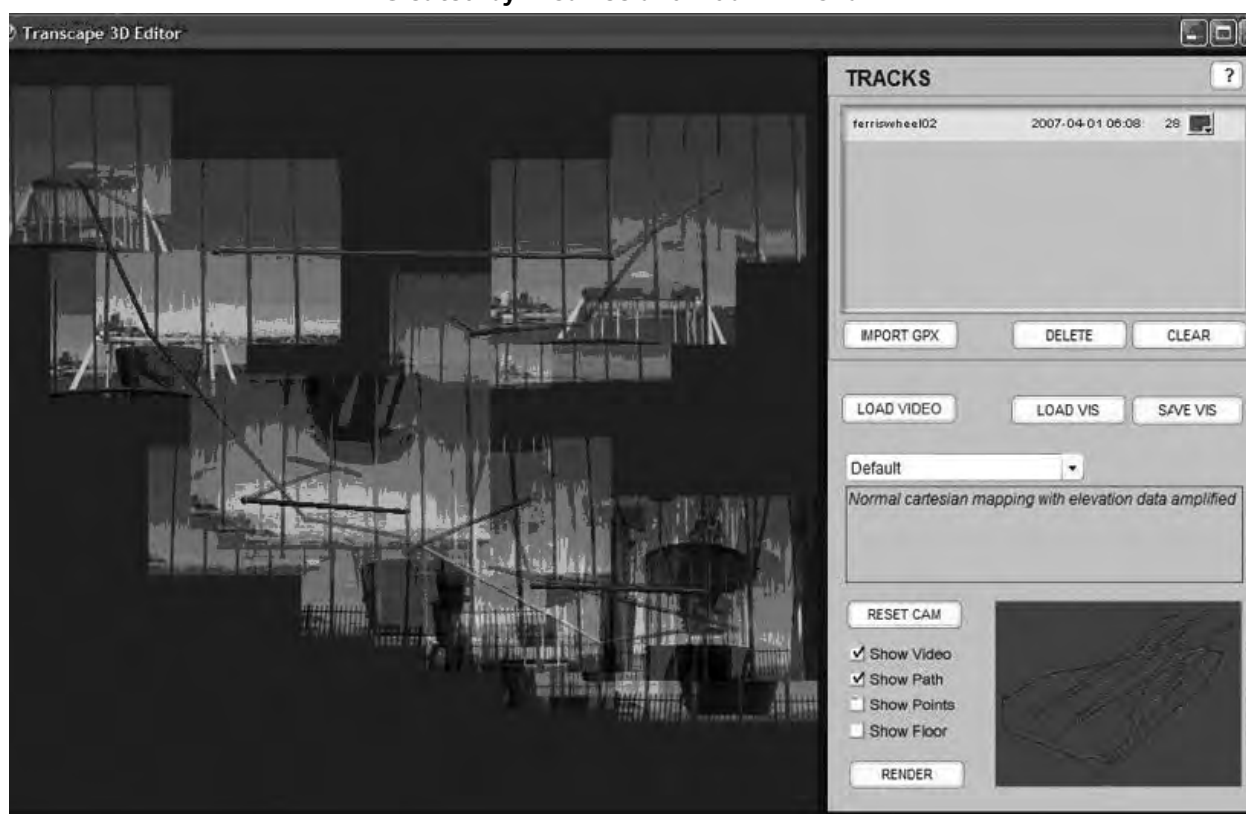 Transcape 3D Editor
TRACKS
?
ferriswheel02 2007-04-01 06:08: 28
IMPORT GPX DELETE CLEAR
LOAD VIDEO LOAD VIS SAVE VIS
Default
Normal cartesian mapping with elevation data amplified
RESET CAM
Show Video
Show Path
Show Points
Show Floor
RENDER